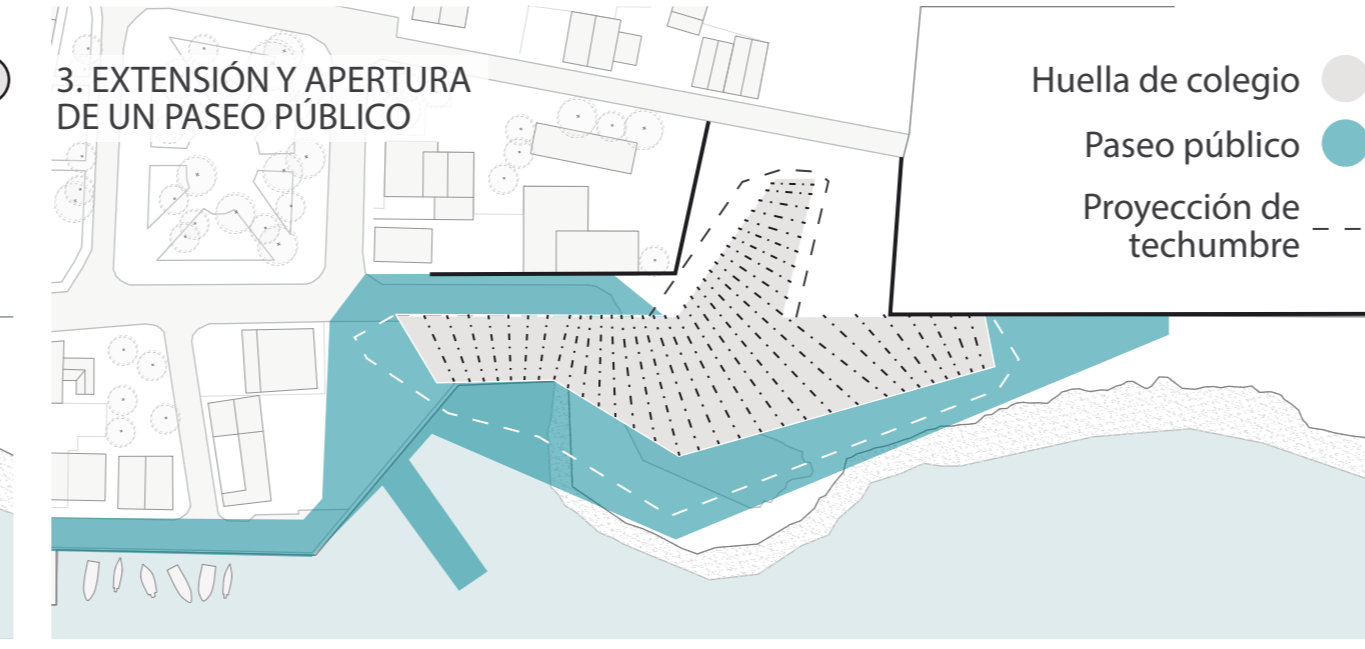 3. EXTENSIÓN Y APERTURA
DE UN PASEO PÚBLICO
Huella de colegio
Paseo público
Proyección de
techumbre